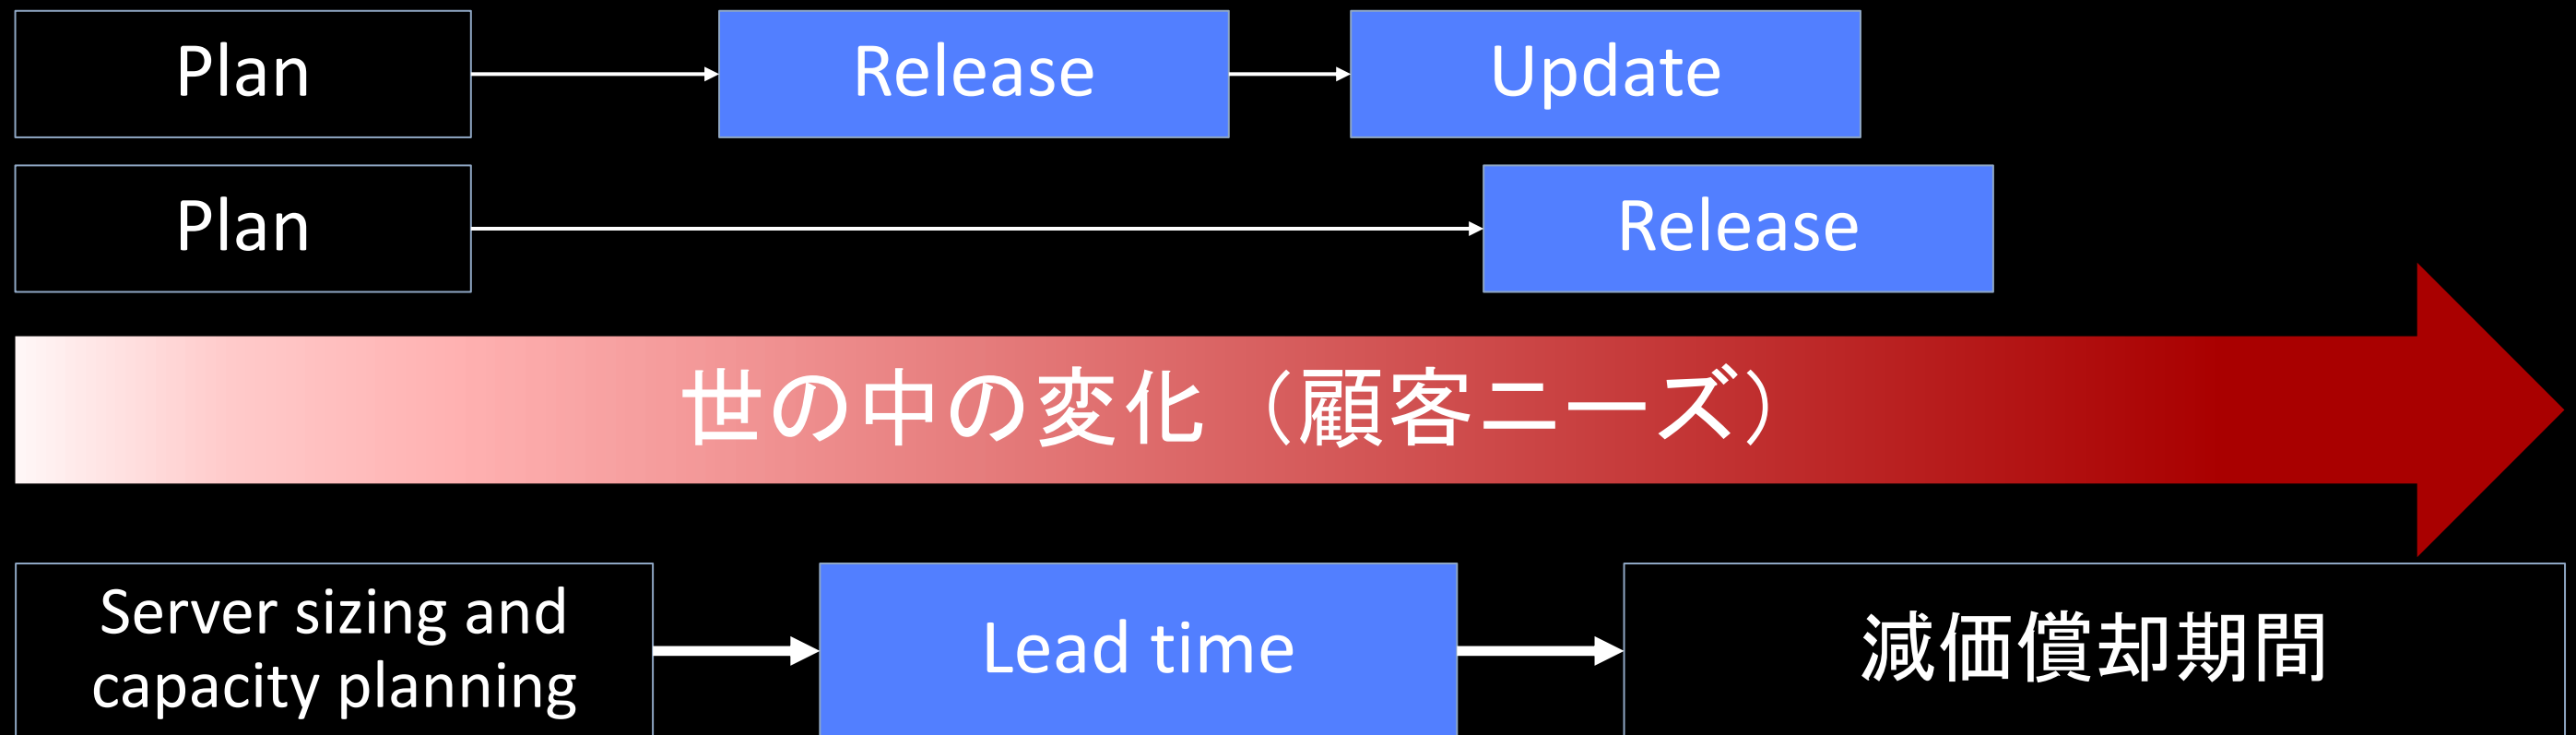 Plan
Release
Update
Plan
Release
世の中の変化（顧客ニーズ）
Server sizing and
capacity planning
Lead time
減価償却期間